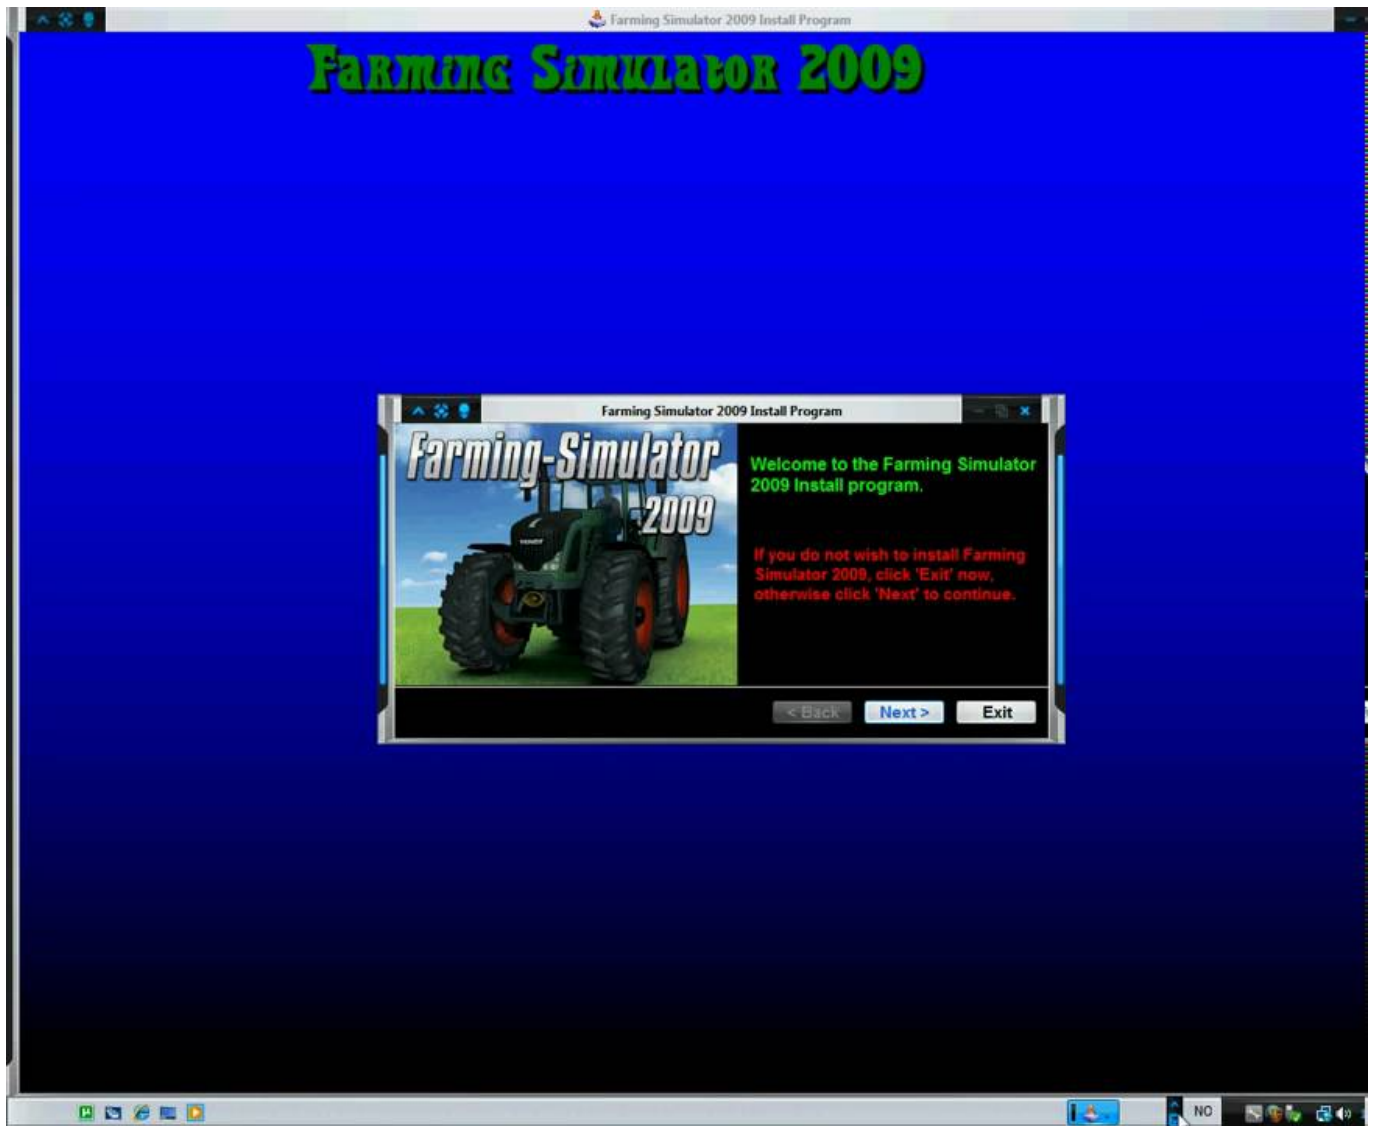 Farming Simulator 2009 Install Program
Farming Simulator 2009
Farming Simulator 2009 Install Program
Farming-Simulator
2009
Welcome to the Farming Simulator
2009 Install program.
If you do not wish to install Farming
Simulator 2009, click 'Exit' now,
otherwise click 'Next' to continue.
< Back
Next >
Exit
NO